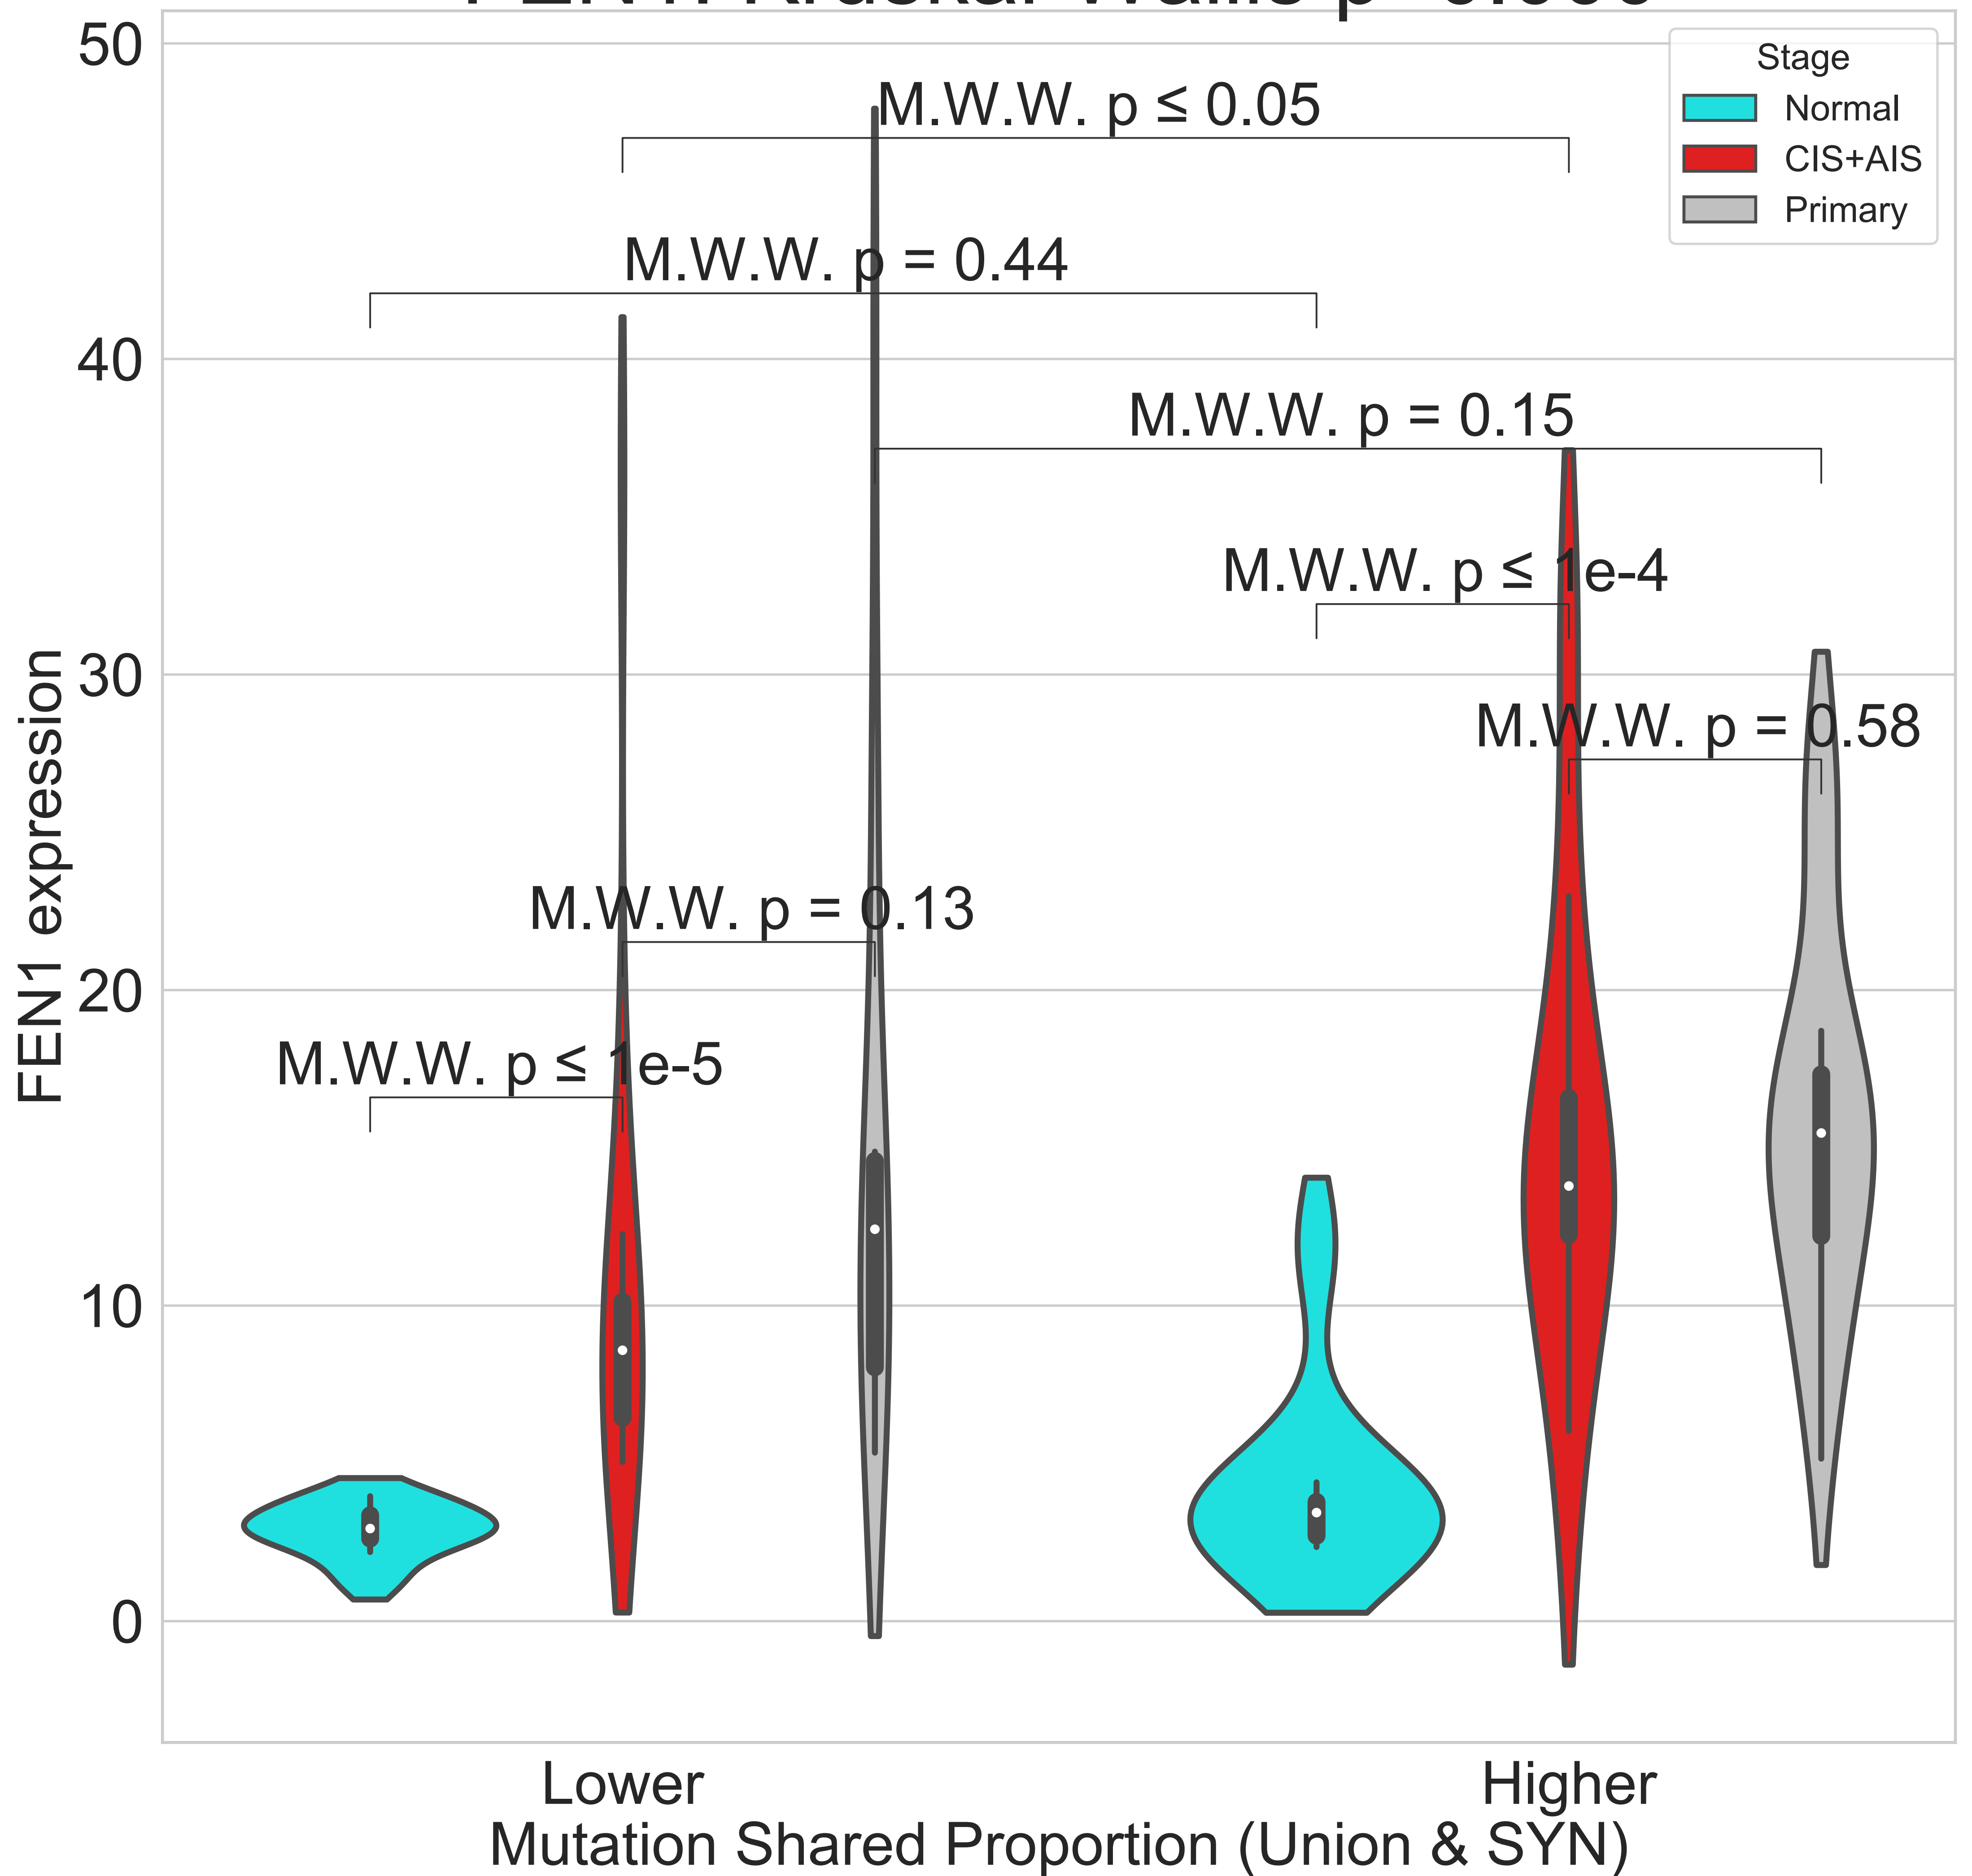 50
M.W.W. p ≤ 0.05
Stage
Normal
CIS+AIS
Primary
M.W.W. p = 0.44
40
M.W.W. p = 0.15
M.W.W. p ≤ 1e-4
30
M.W.W. p = 0.58
M.W.W. p = 0.13
20
M.W.W. p ≤ 1e-5
10
0
FEN1 expression
Lower
Higher
Mutation Shared Proportion (Union & SYN)